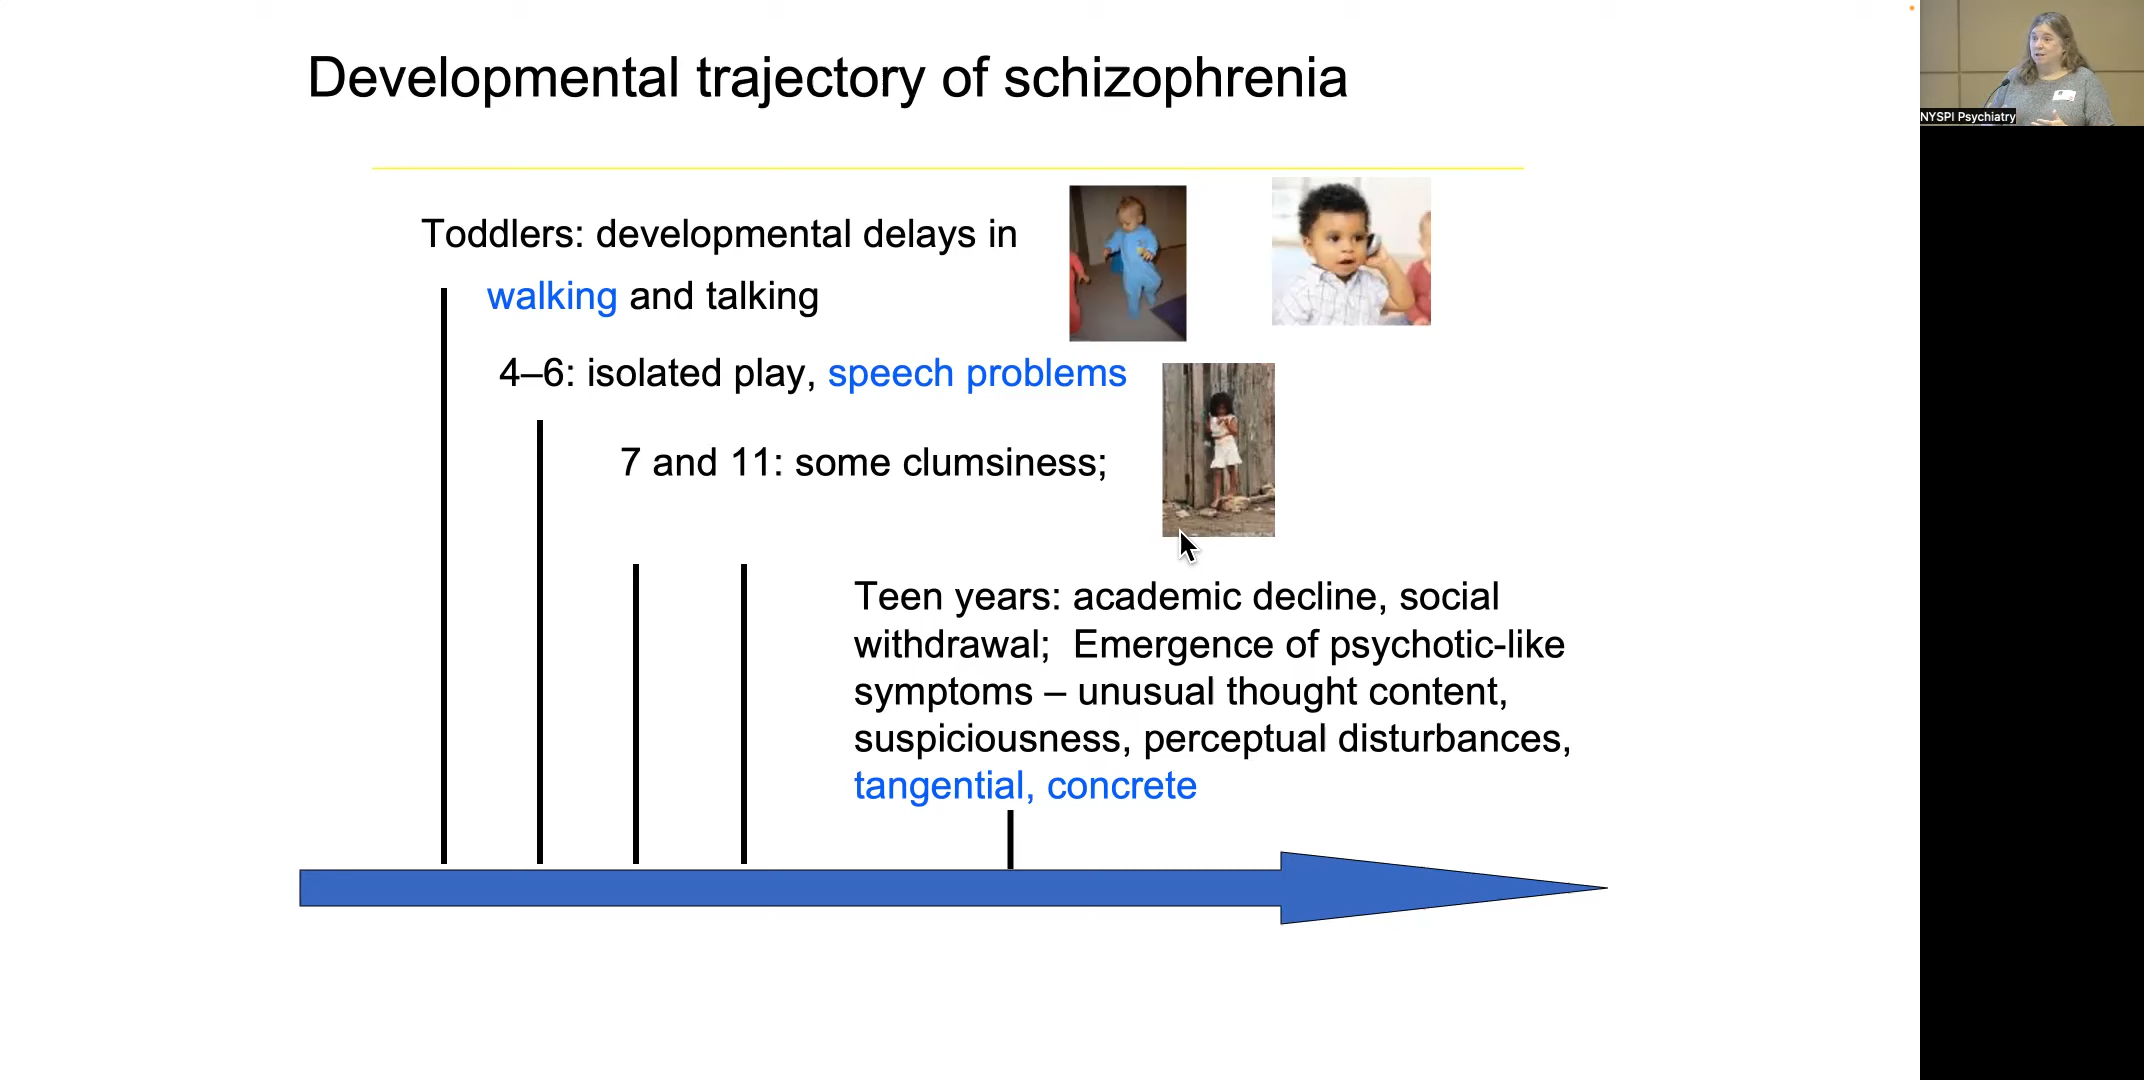 Developmental trajectory of schizophrenia
NYSPI Psychiatry
Toddlers: developmental delays in
walking and talking
4–6: isolated play, speech problems
7 and 11: some clumsiness;
Teen years: academic decline, social
withdrawal;  Emergence of psychotic-like
symptoms – unusual thought content,
suspiciousness, perceptual disturbances,
tangential, concrete